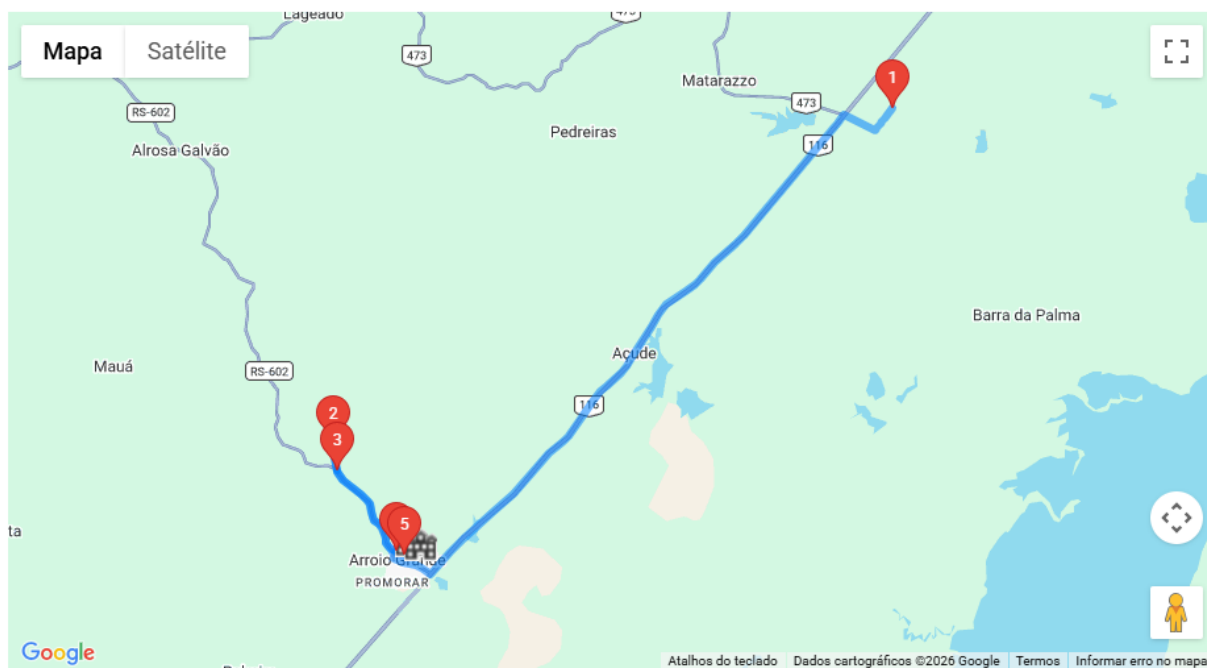 Lageado
473
Mapa
Satélite
473
1
Matarazzo
473
RS-602
Pedreiras
116
Alrosa Galvão
Barra da Palma
Açude
Mauá
RS-602
116
2
3
5
Arroio Grande
PROMORAR
ta
Google
Atalhos do teclado
Dados cartográficos ©2026 Google
Termos
Informar erro no mapa